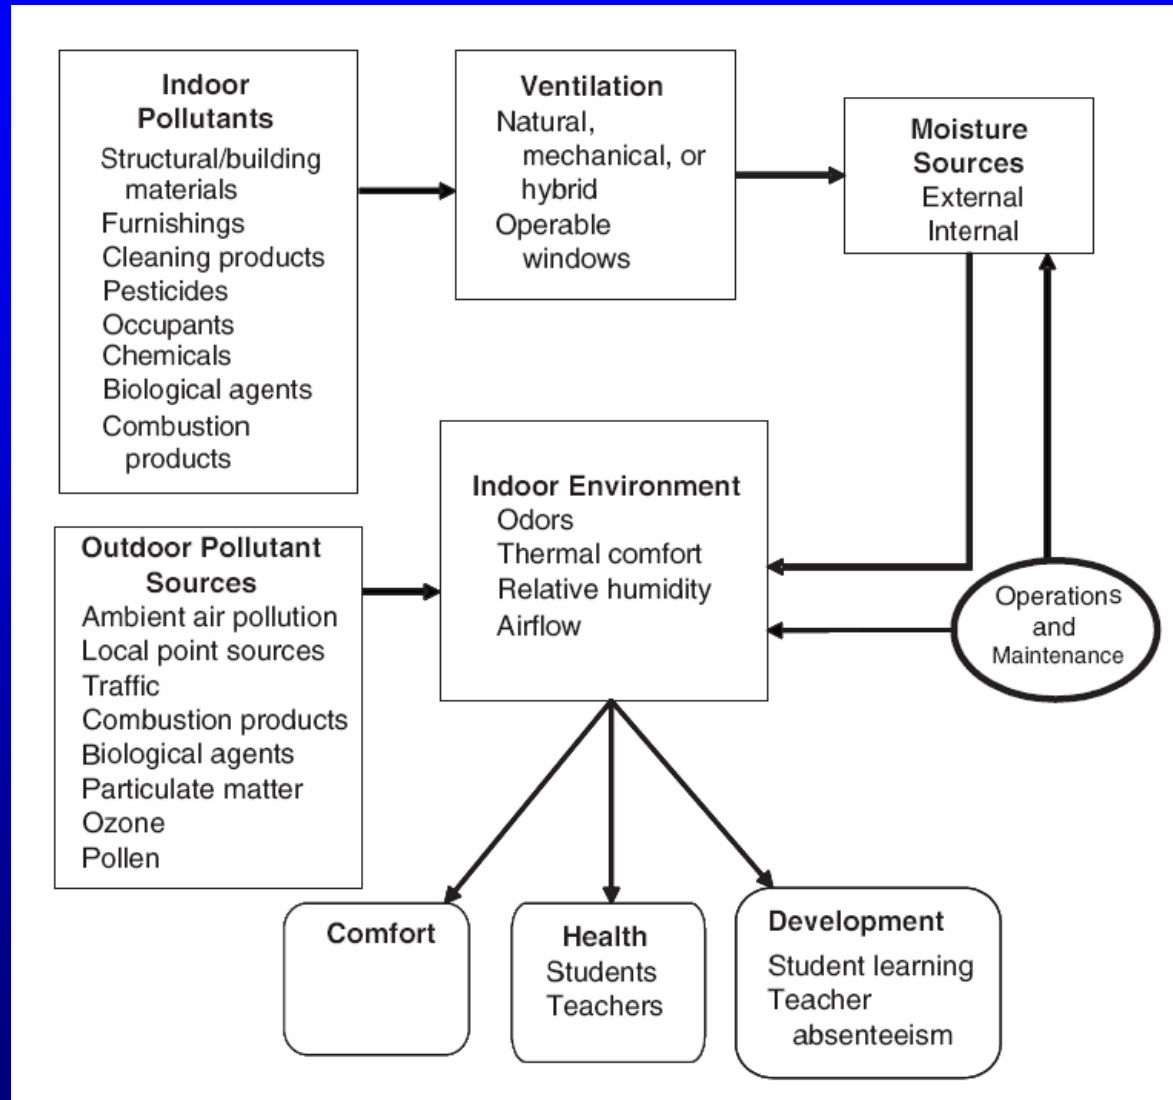 Indoor
Pollutants
Structural/building
materials
Furnishings
Cleaning products
Pesticides
Occupants
Chemicals
Biological agents
Combustion
products
Ventilation
Natural,
mechanical, or
hybrid
Operable
windows
Moisture
Sources
External
Internal
Outdoor Pollutant
Sources
Ambient air pollution
Local point sources
Traffic
Combustion products
Biological agents
Particulate matter
Ozone
Pollen
Indoor Environment
Odors
Thermal comfort
Relative humidity
Airflow
Operations
and
Maintenance
Comfort
Health
Students
Teachers
Development
Student learning
Teacher
absenteeism